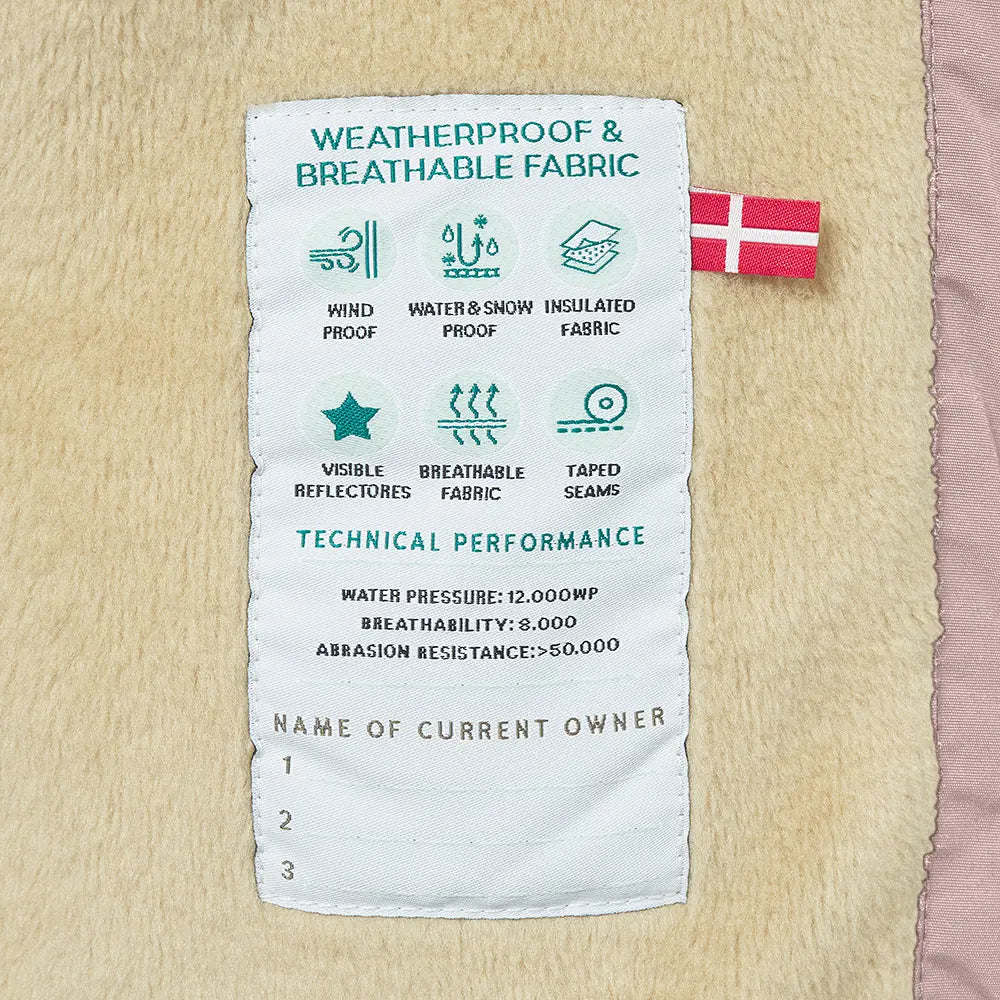 WEATHERPROOF &
BREATHABLE FABRIC
WIND
PROOF
WATER & SNOW
PROOF
INSULATED
FABRIC
VISIBLE
REFLECTORES
BREATHABLE
FABRIC
TAPED
SEAMS
TECHNICAL PERFORMANCE
WATER PRESSURE: 12.000WP
BREATHABILITY: 8.000
ABRASION RESISTANCE:>50.000
NAME OF CURRENT OWNER
1
2
3